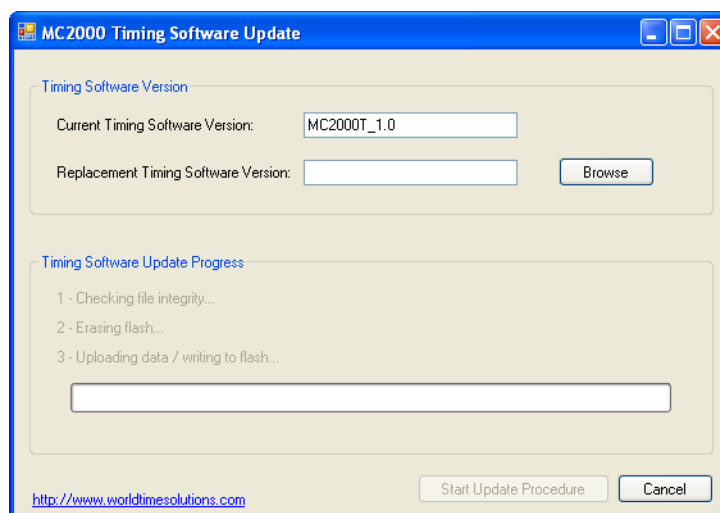 MC2000 Timing Software Update
Timing Software Version
Current Timing Software Version: MC2000T_1.0
Replacement Timing Software Version: Browse
Timing Software Update Progress
1 - Checking file integrity...
2 - Erasing flash...
3 - Uploading data / writing to flash...
http://www.worldtimesolutions.com Start Update Procedure Cancel